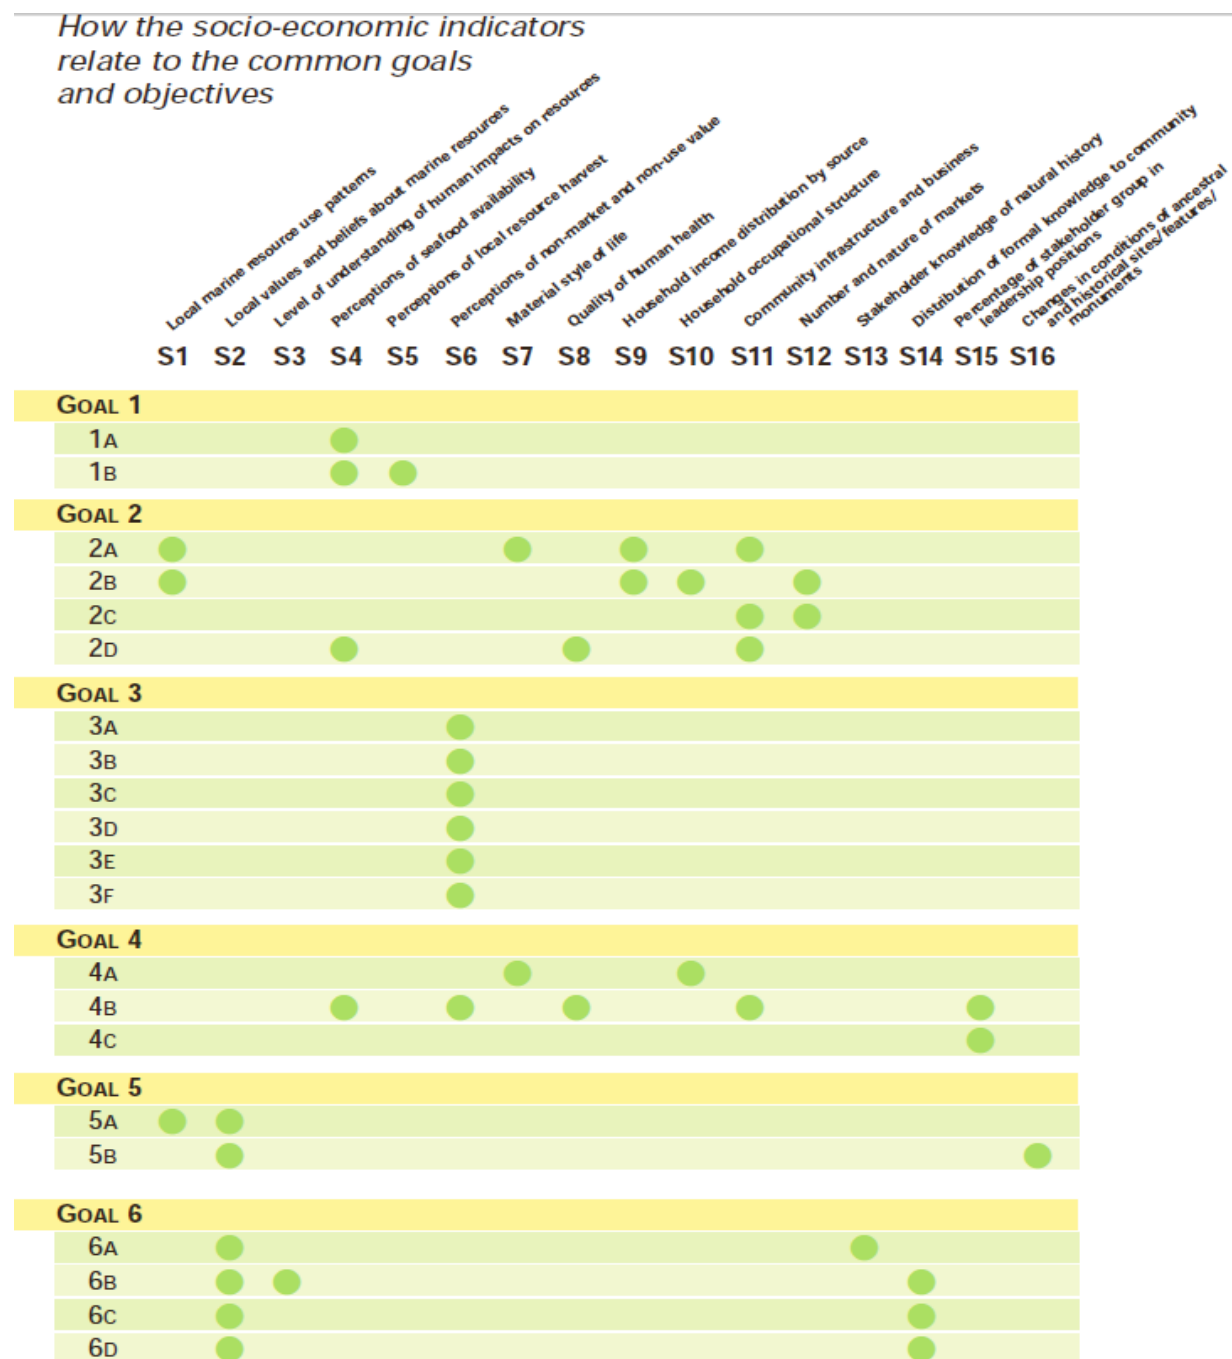 How the socio-economic indicators
relate to the common goals
and objectives
Local marine resource use patterns
Local values and beliefs about marine resources
Level of understanding of human impacts on resources
Perceptions of seafood availability
Perceptions of local resource harvest
Perceptions of non-market and non-use value
Material style of life
Quality of human health
Household income distribution by source
Household occupational structure
Community infrastructure and business
Number and nature of markets
Stakeholder knowledge of natural history
Distribution of formal knowledge to community
Percentage of stakeholder group in
leadership positions
Changes in conditions of ancestral
and historical sites/features/
monuments
S1 S2 S3 S4 S5 S6 S7 S8 S9 S10 S11 S12 S13 S14 S15 S16
GOAL 1
1A
1B
GOAL 2
2A
2B
2C
2D
GOAL 3
3A
3B
3C
3D
3E
3F
GOAL 4
4A
4B
4C
GOAL 5
5A
5B
GOAL 6
6A
6B
6C
6D